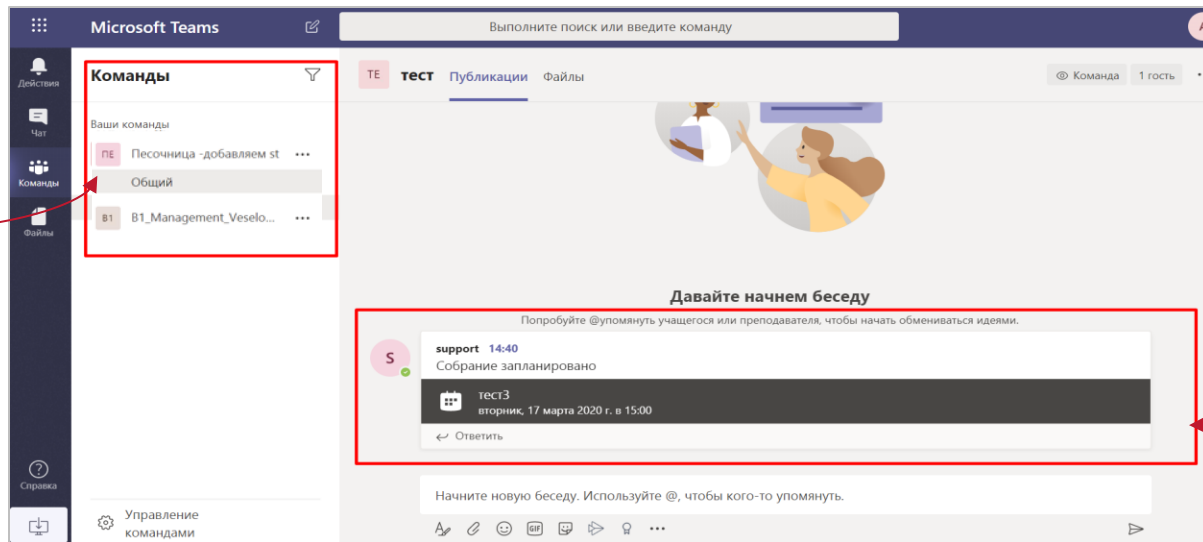 Microsoft Teams
Выполните поиск или введите команду
Действия
Чат
Команды
Файлы
Справка
Команды
Ваши команды
ПЕ Песочница -добавляем st ...
Общий
B1 B1_Management_Veselo... ...
Управление
командами
ТЕ тест Публикации Файлы
Команда 1 гость
Давайте начнем беседу
Попробуйте @упомянуть учащегося или преподавателя, чтобы начать обмениваться идеями.
S
support 14:40
Собрание запланировано
тест3
вторник, 17 марта 2020 г. в 15:00
Ответить
Начните новую беседу. Используйте @, чтобы кого-то упомянуть.
GIF